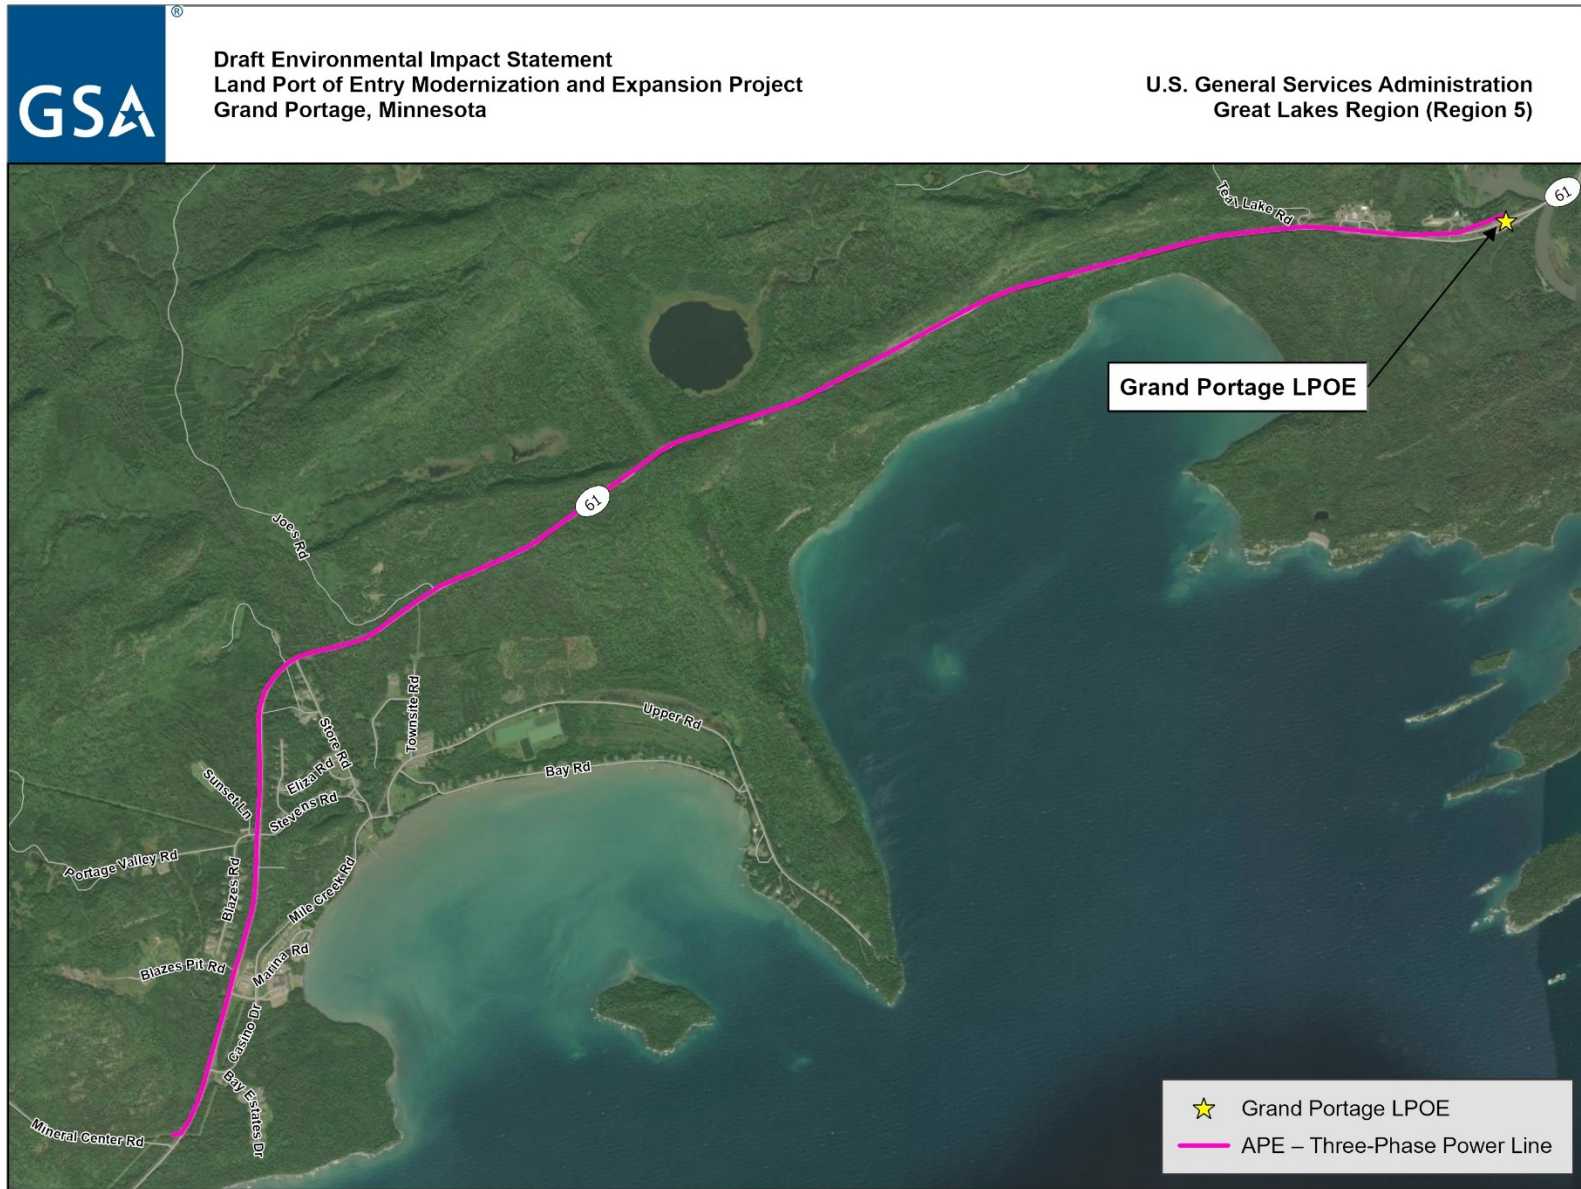 ®
GSA
Draft Environmental Impact Statement
Land Port of Entry Modernization and Expansion Project
Grand Portage, Minnesota
U.S. General Services Administration
Great Lakes Region (Region 5)
61
Teal Lake Rd
Grand Portage LPOE
61
Joes Rd
Townsite Rd
Upper Rd
Store Rd
Bay Rd
Eliza Rd
Sunset Ln
Stevens Rd
Portage Valley Rd
Blazes Rd
Mile Creek Rd
Marina Rd
Blazes Pit Rd
Casino Dr
Bay Estates Dr
Mineral Center Rd
Grand Portage LPOE
APE – Three-Phase Power Line